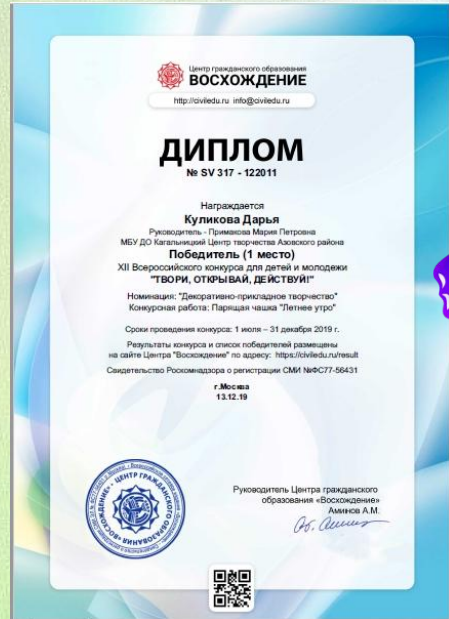 Центр гражданского образования
ВОСХОЖДЕНИЕ
http://civiledu.ru info@civiledu.ru
ДИПЛОМ
№ SV 317 - 122011
Награждается
Куликова Дарья
Руководитель - Примакова Мария Петровна
МБУ ДО Кагальницкий Центр творчества Азовского района
Победитель (1 место)
XII Всероссийского конкурса для детей и молодежи
"ТВОРИ, ОТКРЫВАЙ, ДЕЙСТВУЙ!"
Номинация: "Декоративно-прикладное творчество"
Конкурсная работа: Парящая чашка "Летнее утро"
Сроки проведения конкурса: 1 июля – 31 декабря 2019 г.
Результаты конкурса и список победителей размещены
на сайте Центра "Восхождение" по адресу: https://civiledu.ru/result
Свидетельство Роскомнадзора о регистрации СМИ №ФС77-56431
г.Москва
13.12.19
Руководитель Центра гражданского
образования «Восхождение»
Аминов А.М.
ЦЕНТР ГРАЖДАНСКОГО ОБРАЗОВАНИЯ «ВОСХОЖДЕНИЕ»